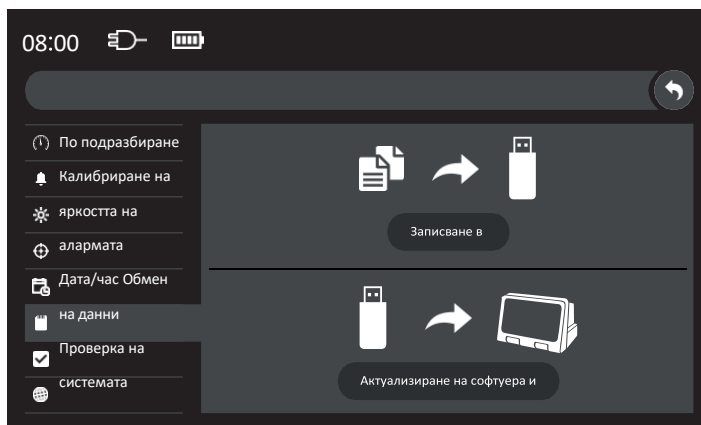 08:00
По подразбиране
Калибриране на
яркостта на
алармата
Дата/час Обмен
на данни
Проверка на
системата
Записване в
Актуализиране на софтуера и